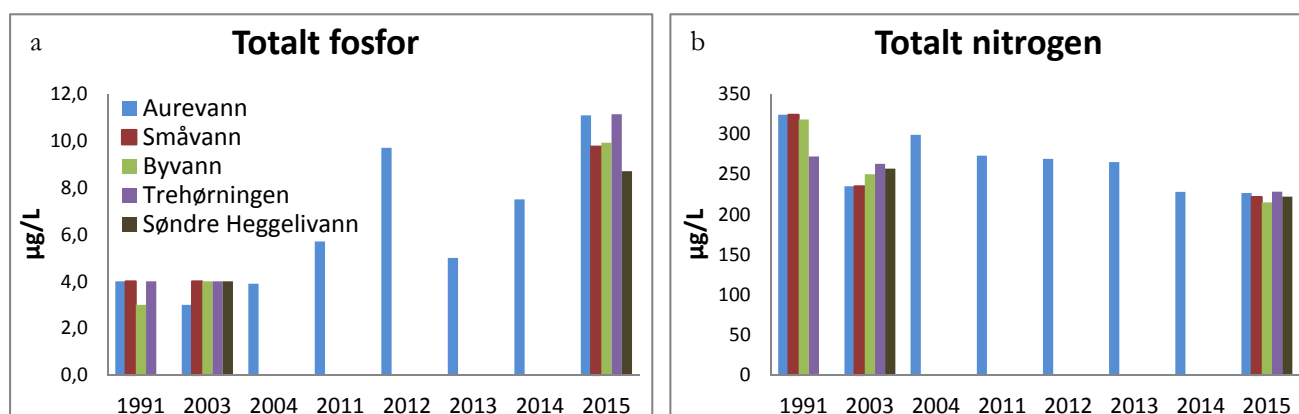 a
Totalt fosfor
12,0
10,0
8,0
6,0
4,0
2,0
0,0
µg/L
Aurevann
Småvann
Byvann
Trehørningen
Søndre Heggelivann
1991 2003 2004 2011 2012 2013 2014 2015
b
Totalt nitrogen
350
300
250
200
150
100
50
0
µg/L
1991 2003 2004 2011 2012 2013 2014 2015